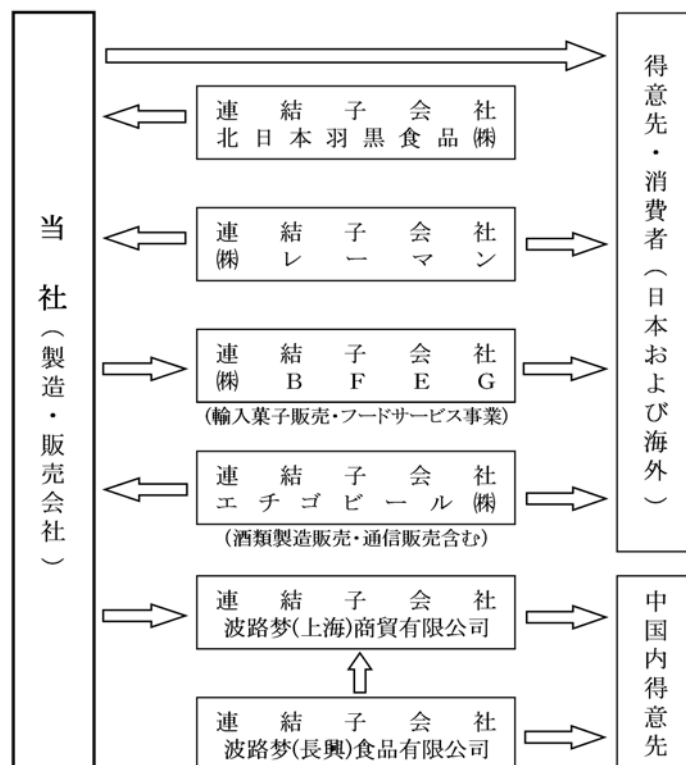 当社(製造・販売会社)
連結子会社
北日本羽黒食品㈱
連結子会社
㈱レーマン
連結子会社
㈱BFEG
(輸入菓子販売・フードサービス事業)
連結子会社
エチゴビール㈱
(酒類製造販売・通信販売含む)
連結子会社
波路梦(上海)商貿有限公司
連結子会社
波路梦(長興)食品有限公司
得意先・消費者(日本および海外)
中国内得意先